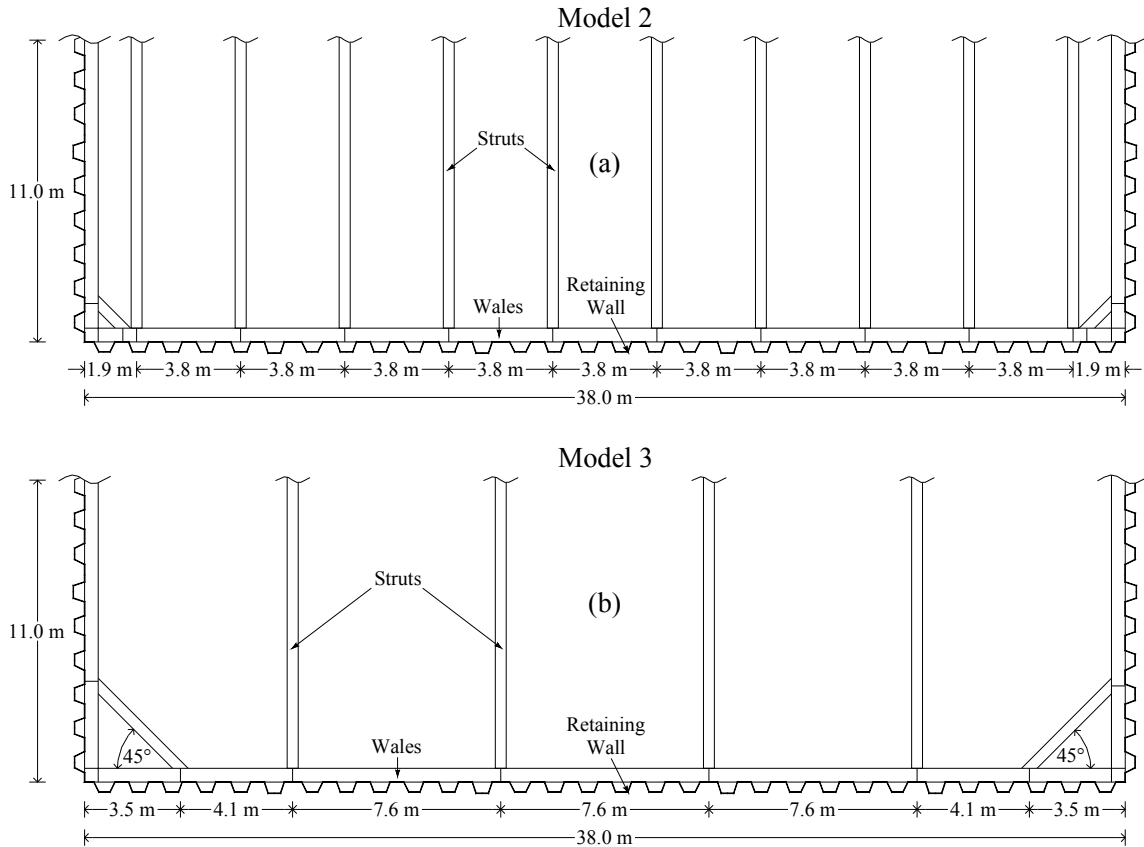 Model 2
Struts
(a)
11.0 m
Retaining
Wall
Wales
1.9 m 3.8 m 3.8 m 3.8 m 3.8 m 3.8 m 3.8 m 3.8 m 3.8 m 3.8 m 1.9 m
38.0 m
Model 3
Struts
(b)
11.0 m
Retaining
Wall
Wales
45° 45°
3.5 m 4.1 m 7.6 m 7.6 m 7.6 m 4.1 m 3.5 m
38.0 m